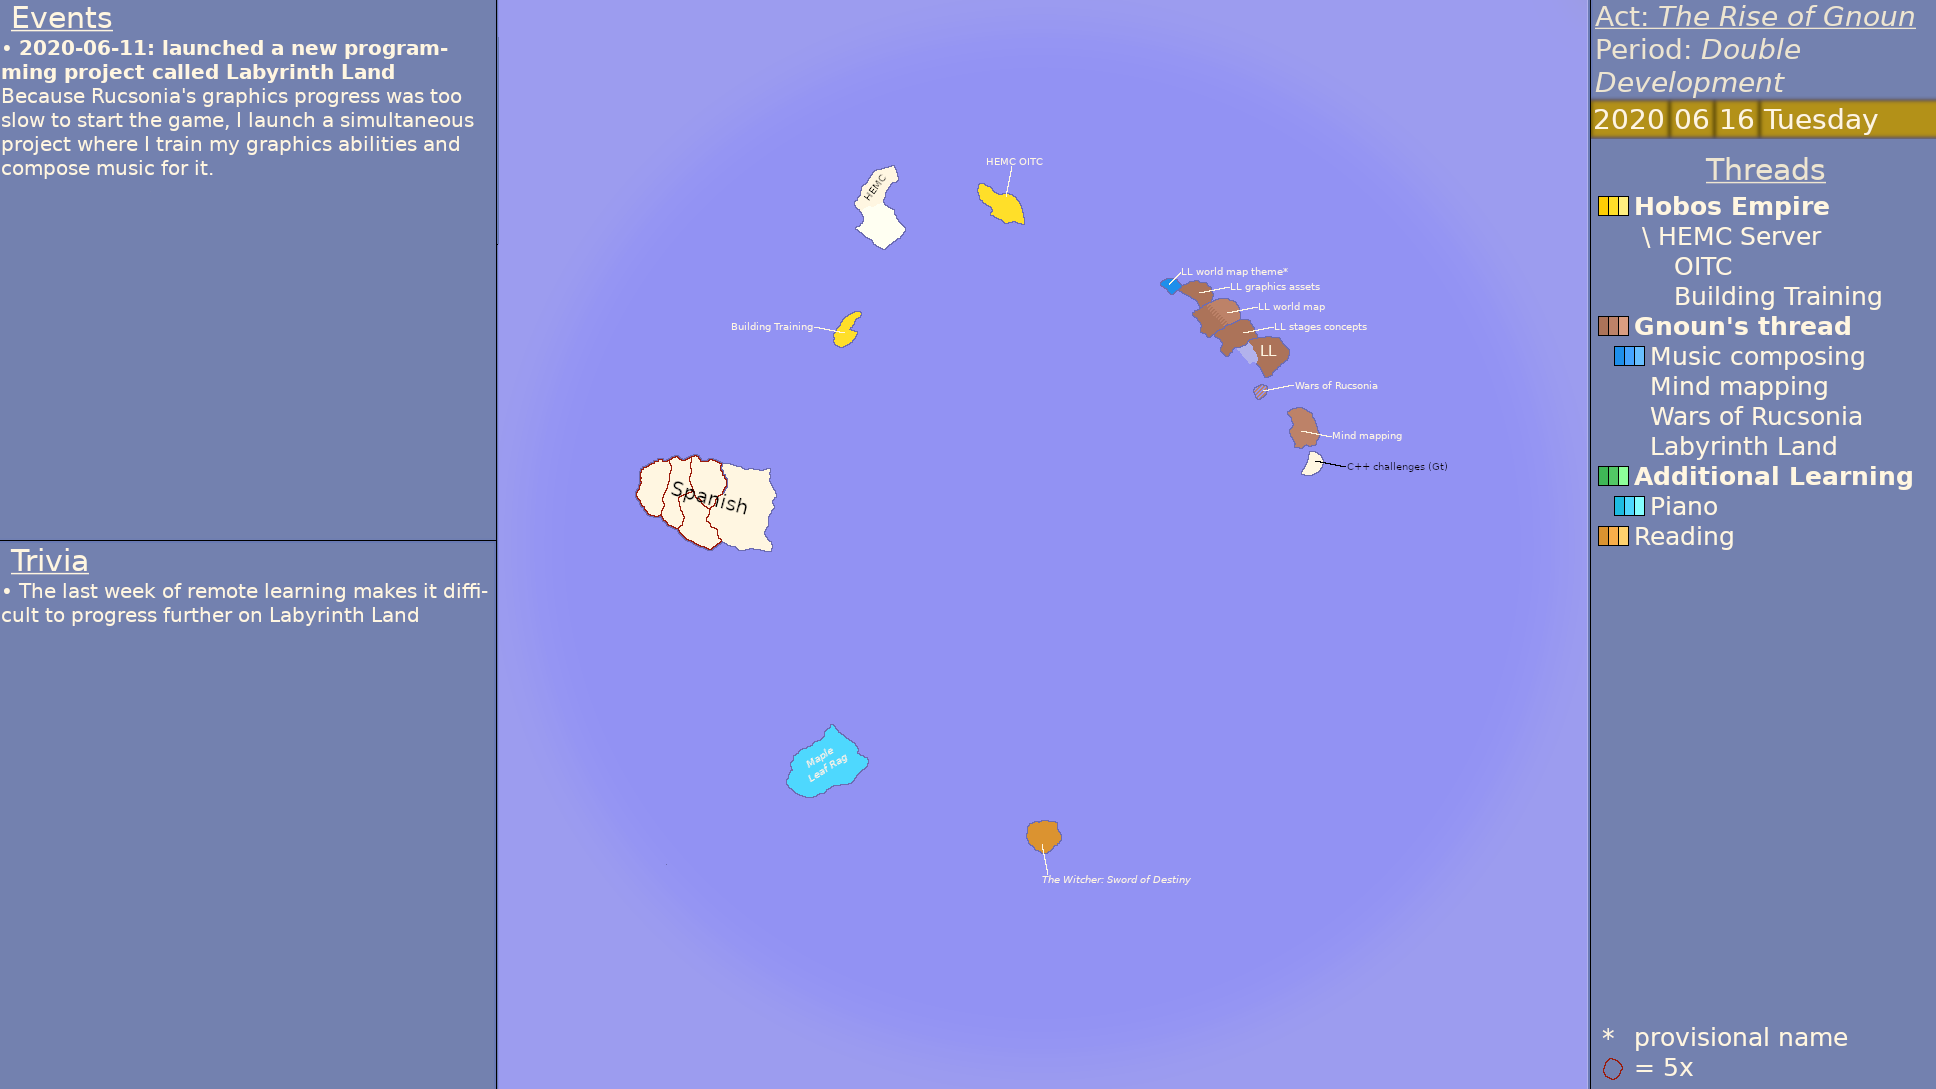 Events
• 2020-06-11: launched a new program-
ming project called Labyrinth Land
Because Rucsonia's graphics progress was too
slow to start the game, I launch a simultaneous
project where I train my graphics abilities and
compose music for it.
Trivia
• The last week of remote learning makes it diffi-
cult to progress further on Labyrinth Land
HEMC
HEMC OITC
Building Training
LL world map theme*
LL graphics assets
LL world map
LL stages concepts
LL
Wars of Rucsonia
Mind mapping
C++ challenges (Gt)
Spanish
Maple
Leaf Rag
The Witcher: Sword of Destiny
Act: The Rise of Gnoun
Period: Double
Development
2020 06 16 Tuesday
Threads
Hobos Empire
\ HEMC Server
OITC
Building Training
Gnoun's thread
Music composing
Mind mapping
Wars of Rucsonia
Labyrinth Land
Additional Learning
Piano
Reading
* provisional name
= 5x